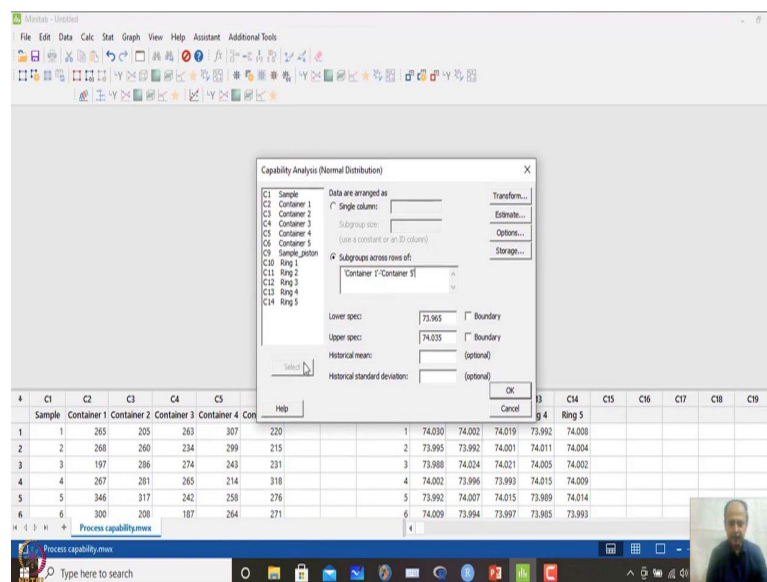 Minitab - Untitled
File Edit Data Calc Stat Graph View Help Assistant Additional Tools
Capability Analysis (Normal Distribution)
C1 Sample
C2 Container 1
C3 Container 2
C4 Container 3
C5 Container 4
C6 Container 5
C9 Sample_piston
C10 Ring 1
C11 Ring 2
C12 Ring 3
C13 Ring 4
C14 Ring 5
Data are arranged as
Single column:
Subgroup size:
(use a constant or an ID column)
Subgroups across rows of:
'Container 1'-'Container 5'
Lower spec: 73.965 Boundary
Upper spec: 74.035 Boundary
Historical mean: (optional)
Historical standard deviation: (optional)
Transform...
Estimate...
Options...
Storage...
Select
Help
OK
Cancel
C1 C2 C3 C4 C5 C14 C15 C16 C17 C18 C19
Sample Container 1 Container 2 Container 3 Container 4 Con g 4 Ring 5
1 1 265 205 263 307 220 1 74.030 74.002 74.019 73.992 74.008
2 2 268 260 234 299 215 2 73.995 73.992 74.001 74.011 74.004
3 3 197 286 274 243 231 3 73.988 74.024 74.021 74.005 74.002
4 4 267 281 265 214 318 4 74.002 73.996 73.993 74.015 74.009
5 5 346 317 242 258 276 5 73.992 74.007 74.015 73.989 74.014
6 6 300 208 187 264 271 6 74.009 73.994 73.997 73.985 73.993
Process capability.mwx
Process capability.mwx
Type here to search